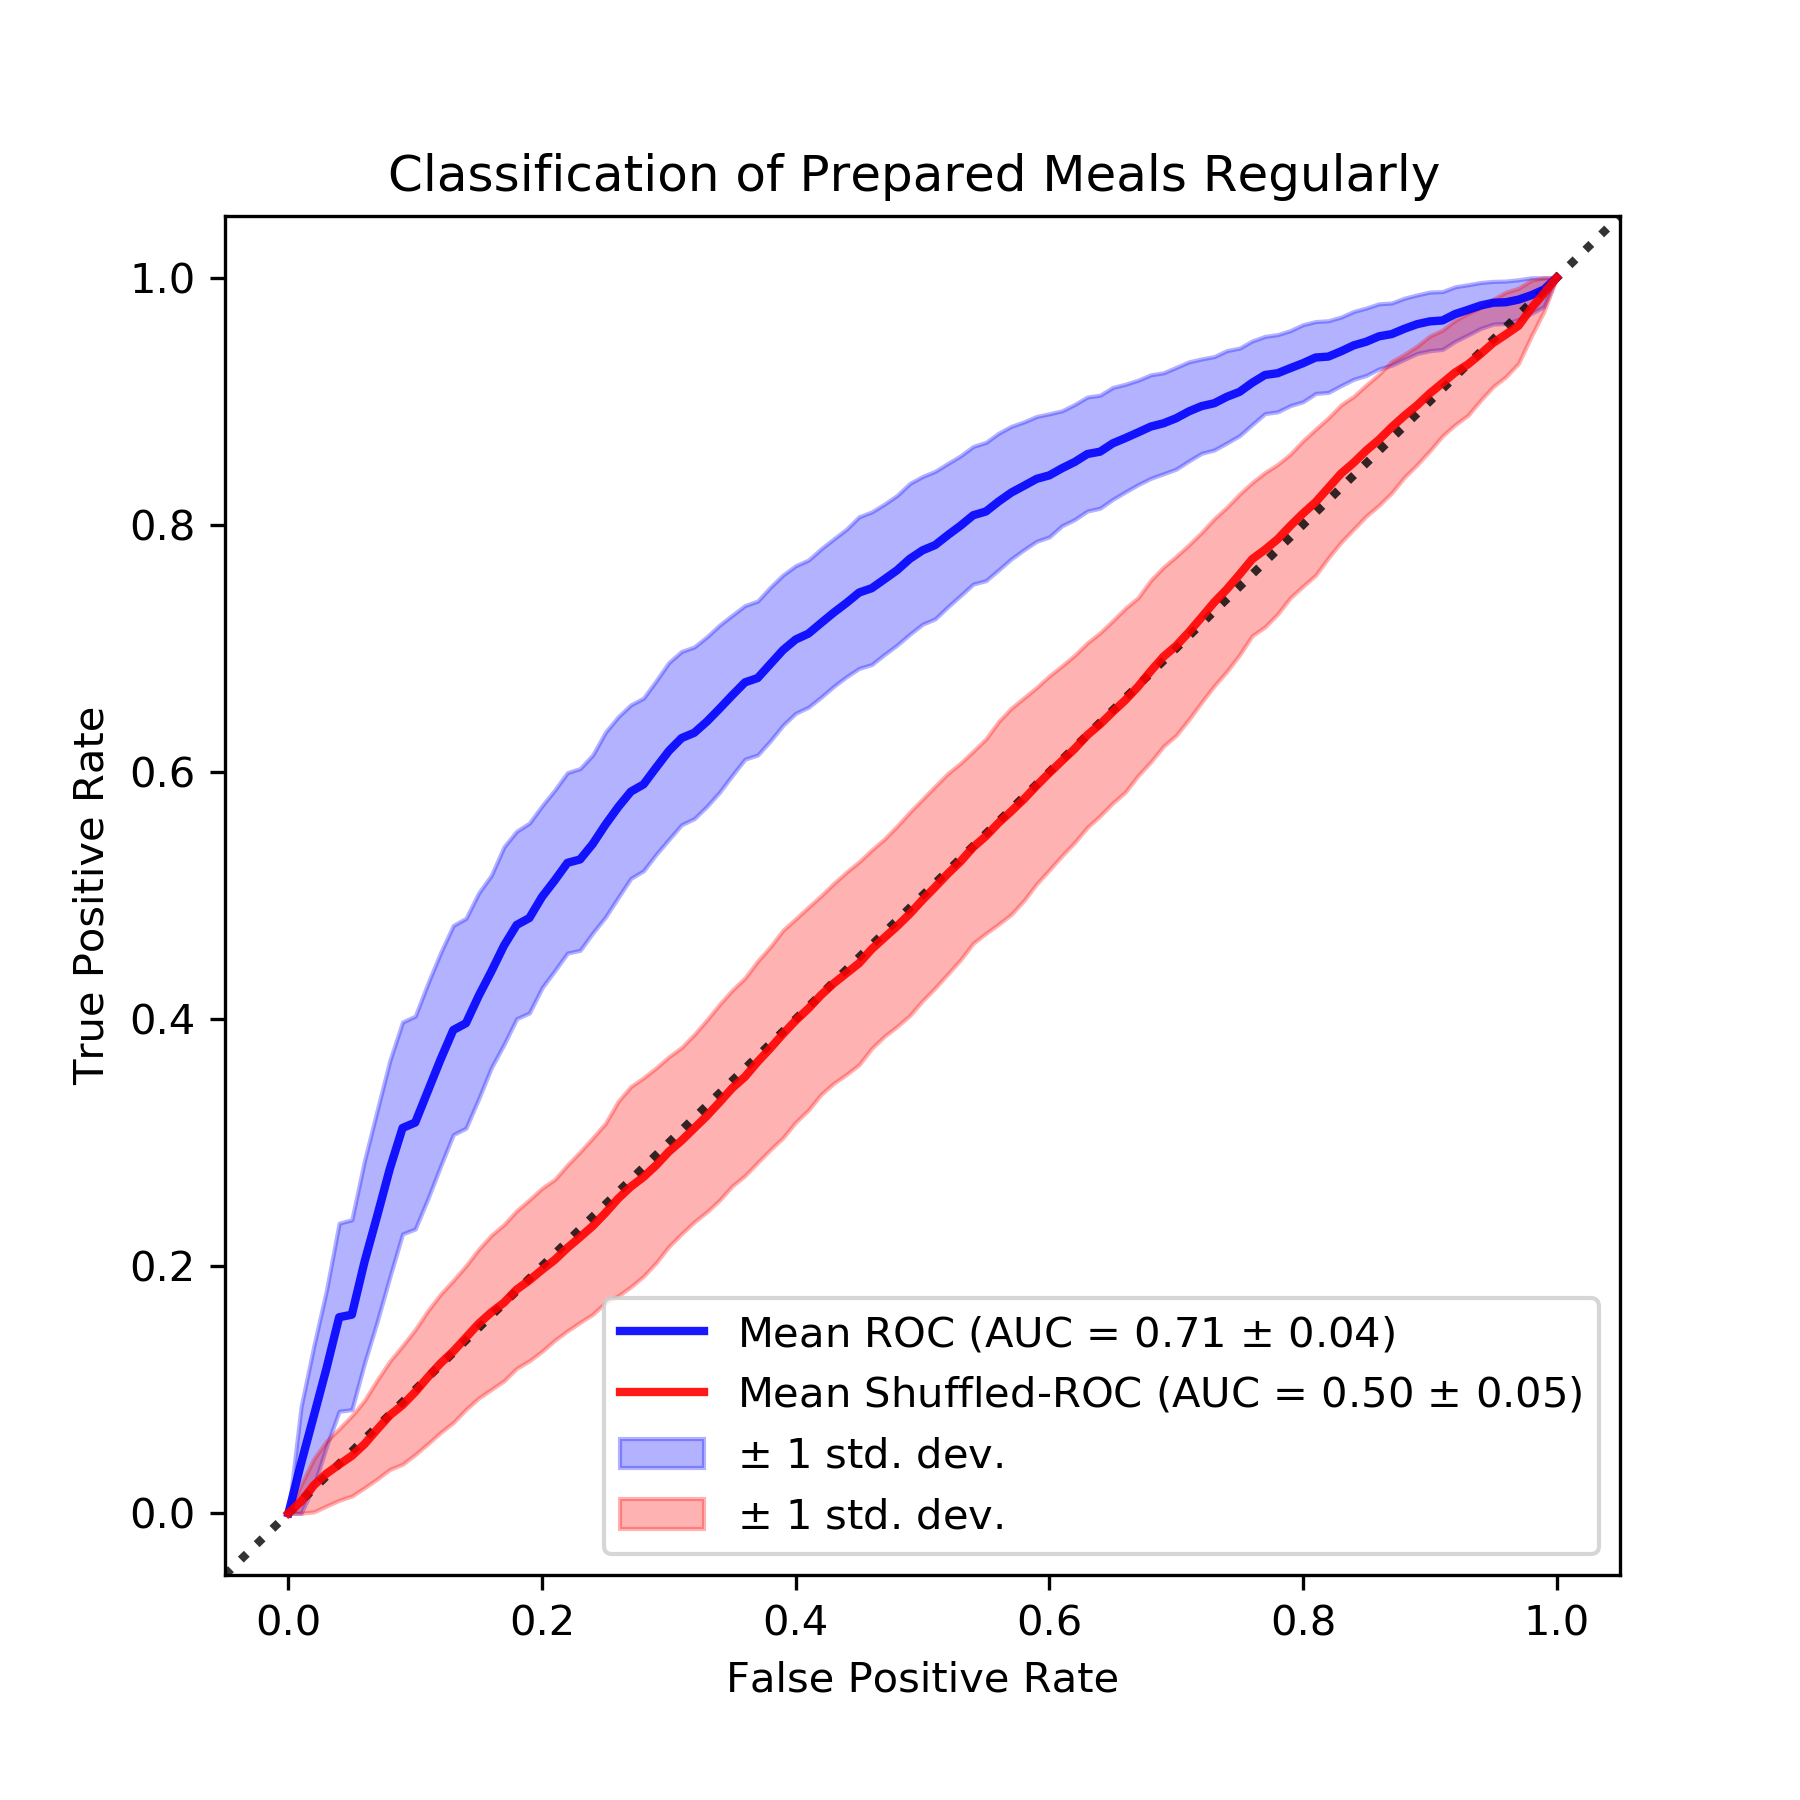 Classification of Prepared Meals Regularly
1.0
0.8
0.6
0.4
0.2
0.0
True Positive Rate
Mean ROC (AUC = 0.71 ± 0.04)
Mean Shuffled-ROC (AUC = 0.50 ± 0.05)
± 1 std. dev.
± 1 std. dev.
0.0 0.2 0.4 0.6 0.8 1.0
False Positive Rate